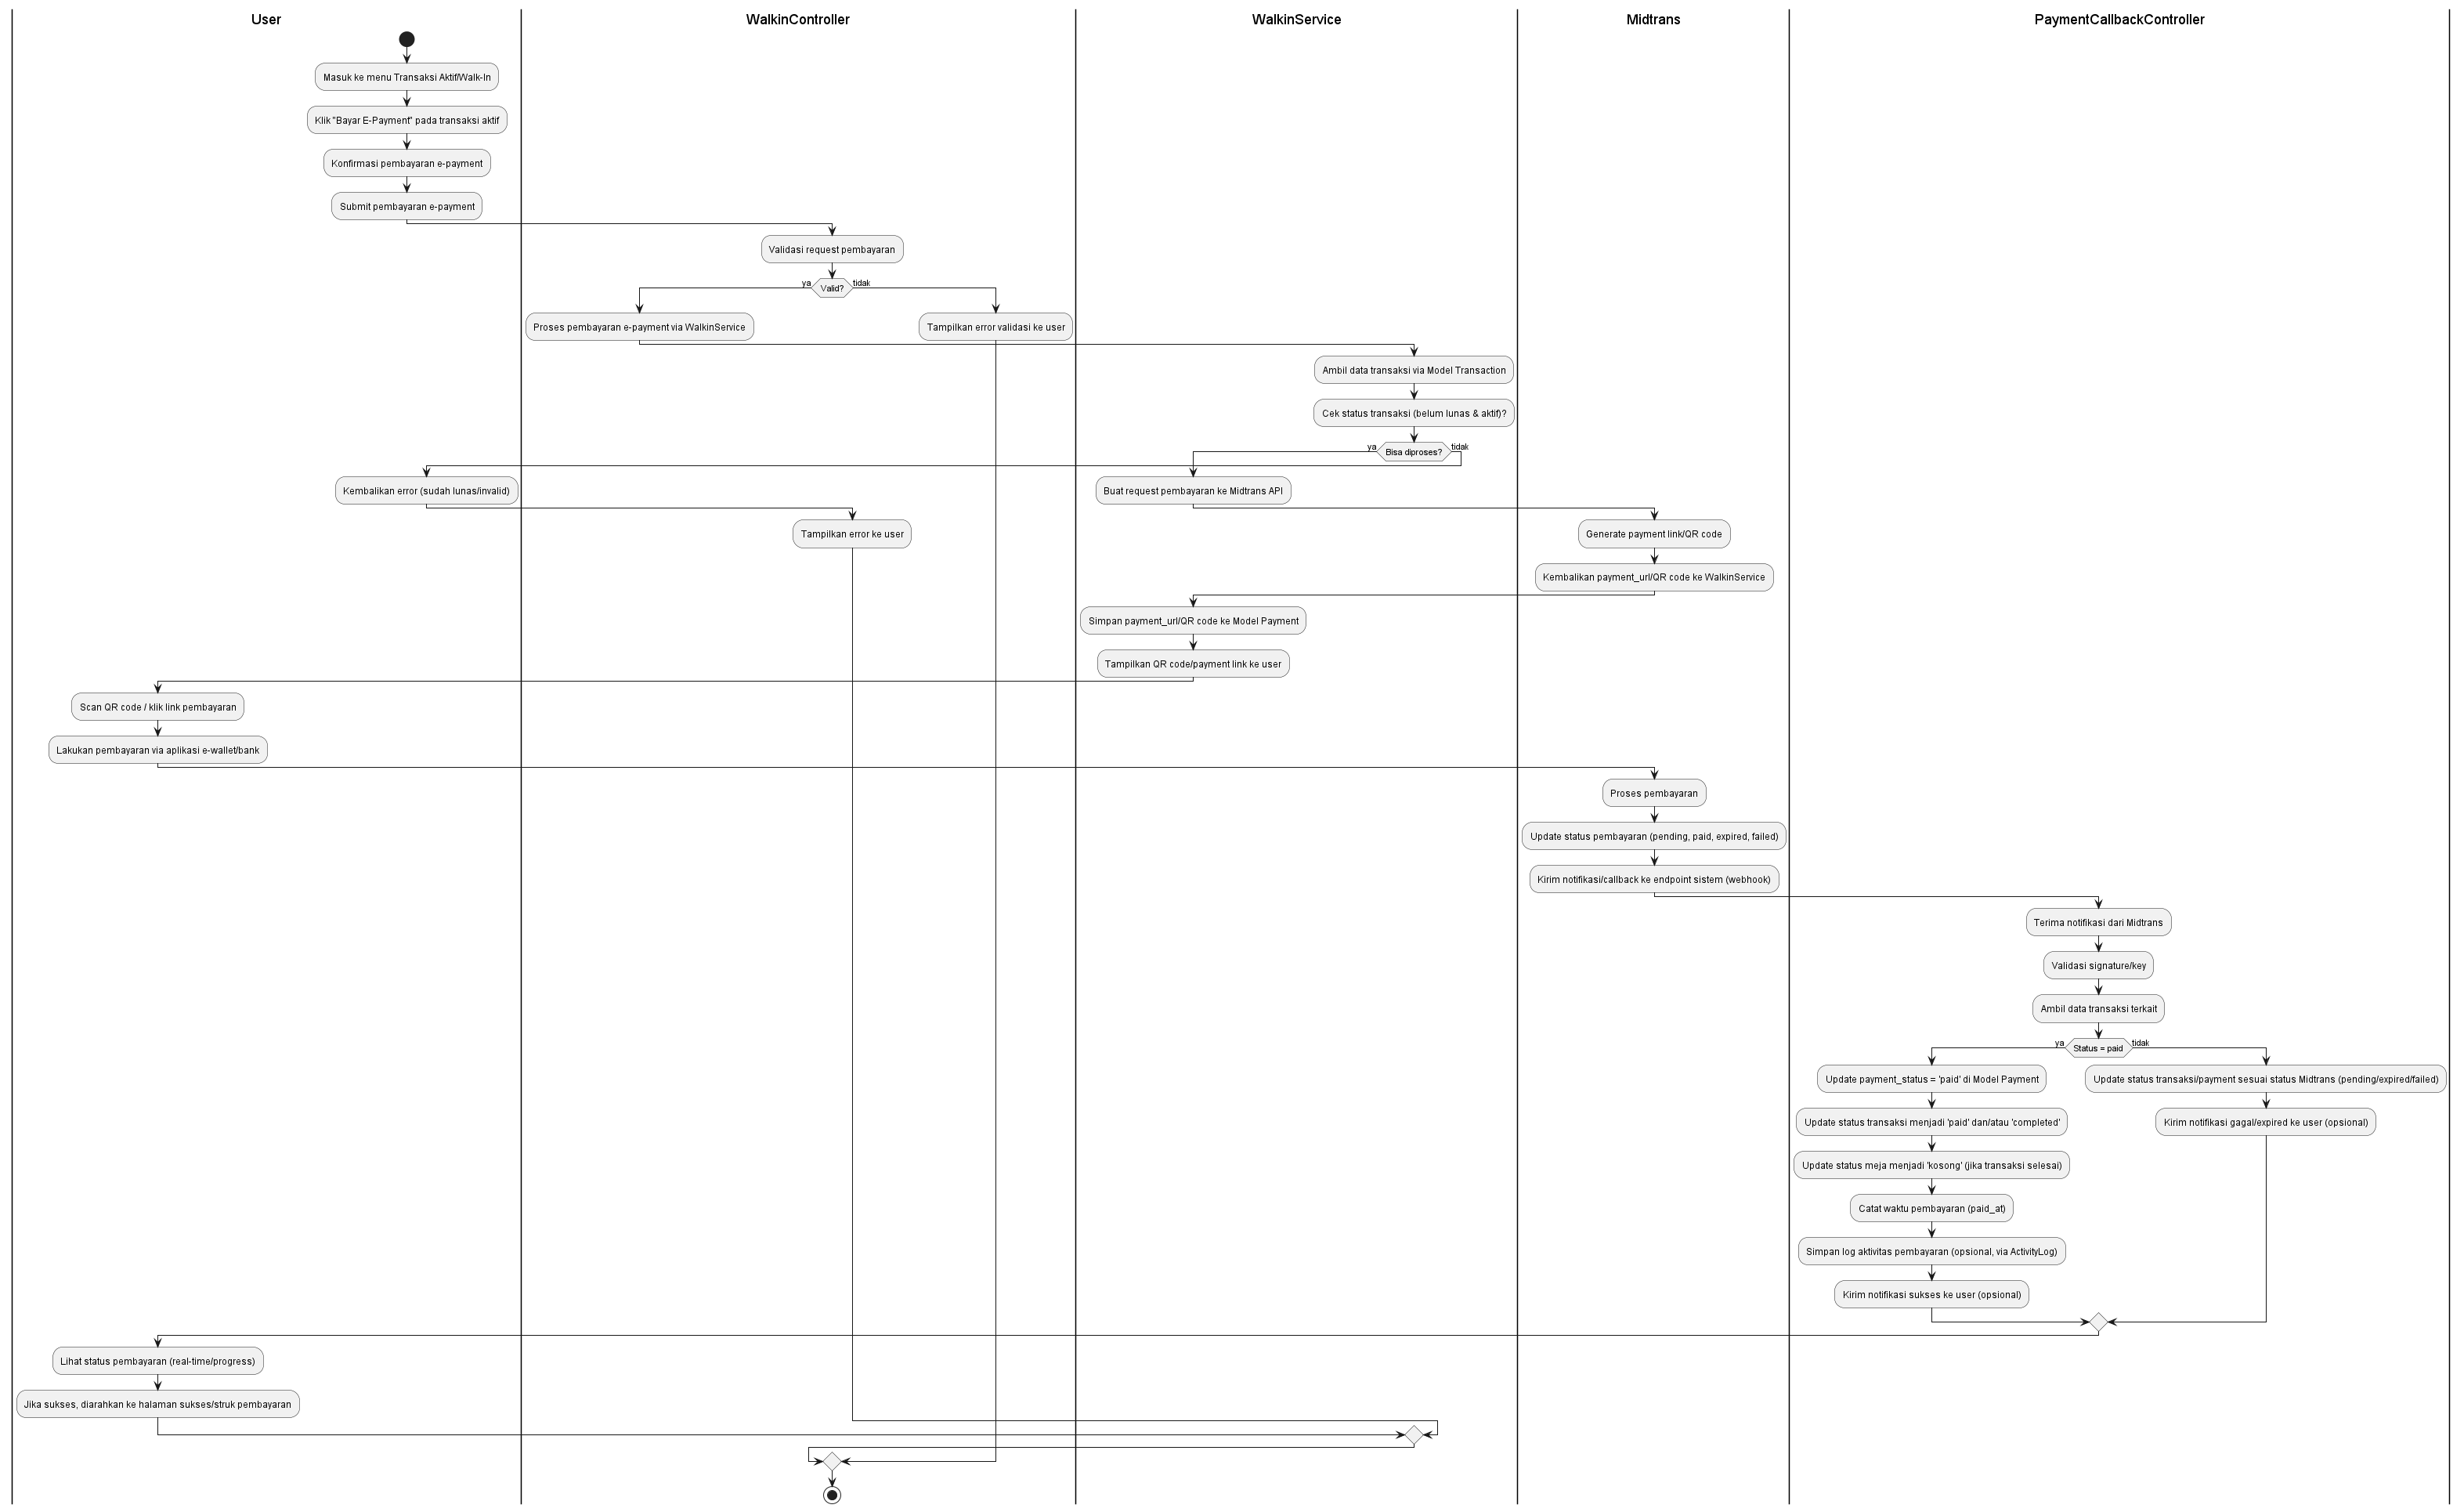 User
WalkinController
WalkinService
Midtrans
PaymentCallbackController
Masuk ke menu Transaksi Aktif/Walk-In
Klik "Bayar E-Payment" pada transaksi aktif
Konfirmasi pembayaran e-payment
Submit pembayaran e-payment
Validasi request pembayaran
ya
Valid?
tidak
Proses pembayaran e-payment via WalkinService
Tampilkan error validasi ke user
Ambil data transaksi via Model Transaction
Cek status transaksi (belum lunas & aktif)?
ya
Bisa diproses?
tidak
Kembalikan error (sudah lunas/invalid)
Buat request pembayaran ke Midtrans API
Tampilkan error ke user
Generate payment link/QR code
Kembalikan payment_url/QR code ke WalkinService
Simpan payment_url/QR code ke Model Payment
Tampilkan QR code/payment link ke user
Scan QR code / klik link pembayaran
Lakukan pembayaran via aplikasi e-wallet/bank
Proses pembayaran
Update status pembayaran (pending, paid, expired, failed)
Kirim notifikasi/callback ke endpoint sistem (webhook)
Terima notifikasi dari Midtrans
Validasi signature/key
Ambil data transaksi terkait
ya
Status = paid
tidak
Update payment_status = 'paid' di Model Payment
Update status transaksi/payment sesuai status Midtrans (pending/expired/failed)
Update status transaksi menjadi 'paid' dan/atau 'completed'
Kirim notifikasi gagal/expired ke user (opsional)
Update status meja menjadi 'kosong' (jika transaksi selesai)
Catat waktu pembayaran (paid_at)
Simpan log aktivitas pembayaran (opsional, via ActivityLog)
Kirim notifikasi sukses ke user (opsional)
Lihat status pembayaran (real-time/progress)
Jika sukses, diarahkan ke halaman sukses/struk pembayaran